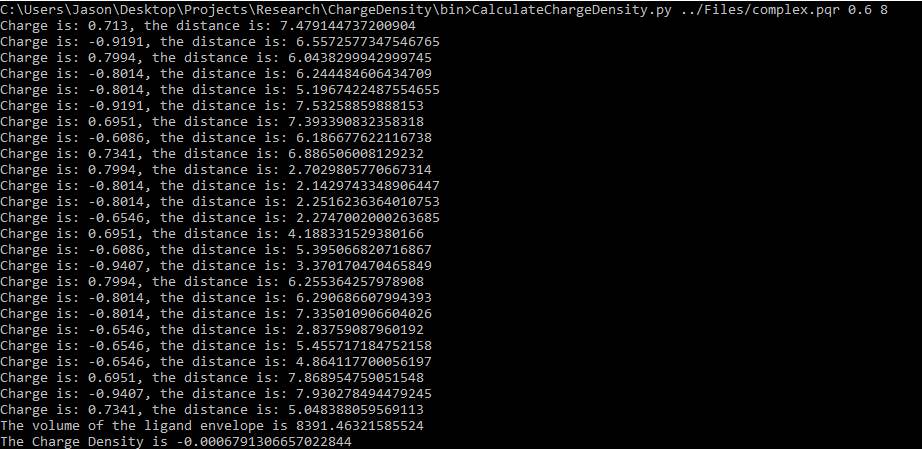 C:\Users\Jason\Desktop\Projects\Research\ChargeDensity\bin>CalculateChargeDensity.py ../Files/complex.pqr 0.6 8
Charge is: 0.713, the distance is: 7.479144737200904
Charge is: -0.9191, the distance is: 6.5572577347546765
Charge is: 0.7994, the distance is: 6.0438299942999745
Charge is: -0.8014, the distance is: 6.244484606434709
Charge is: -0.8014, the distance is: 5.1967422487554655
Charge is: -0.9191, the distance is: 7.53258859888153
Charge is: 0.6951, the distance is: 7.393390832358318
Charge is: -0.6086, the distance is: 6.186677622116738
Charge is: 0.7341, the distance is: 6.886506008129232
Charge is: 0.7994, the distance is: 2.7029805770667314
Charge is: -0.8014, the distance is: 2.1429743348906447
Charge is: -0.8014, the distance is: 2.2516236364010753
Charge is: -0.6546, the distance is: 2.2747002000263685
Charge is: 0.6951, the distance is: 4.188331529380166
Charge is: -0.6086, the distance is: 5.395066820716867
Charge is: -0.9407, the distance is: 3.370170470465849
Charge is: 0.7994, the distance is: 6.255364257978908
Charge is: -0.8014, the distance is: 6.290686607994393
Charge is: -0.8014, the distance is: 7.335010906604026
Charge is: -0.6546, the distance is: 2.83759087960192
Charge is: -0.6546, the distance is: 5.455717184752158
Charge is: -0.6546, the distance is: 4.864117700056197
Charge is: 0.6951, the distance is: 7.868954759051548
Charge is: -0.9407, the distance is: 7.930278494479245
Charge is: 0.7341, the distance is: 5.048388059569113
The volume of the ligand envelope is 8391.46321585524
The Charge Density is -0.0006791306657022844